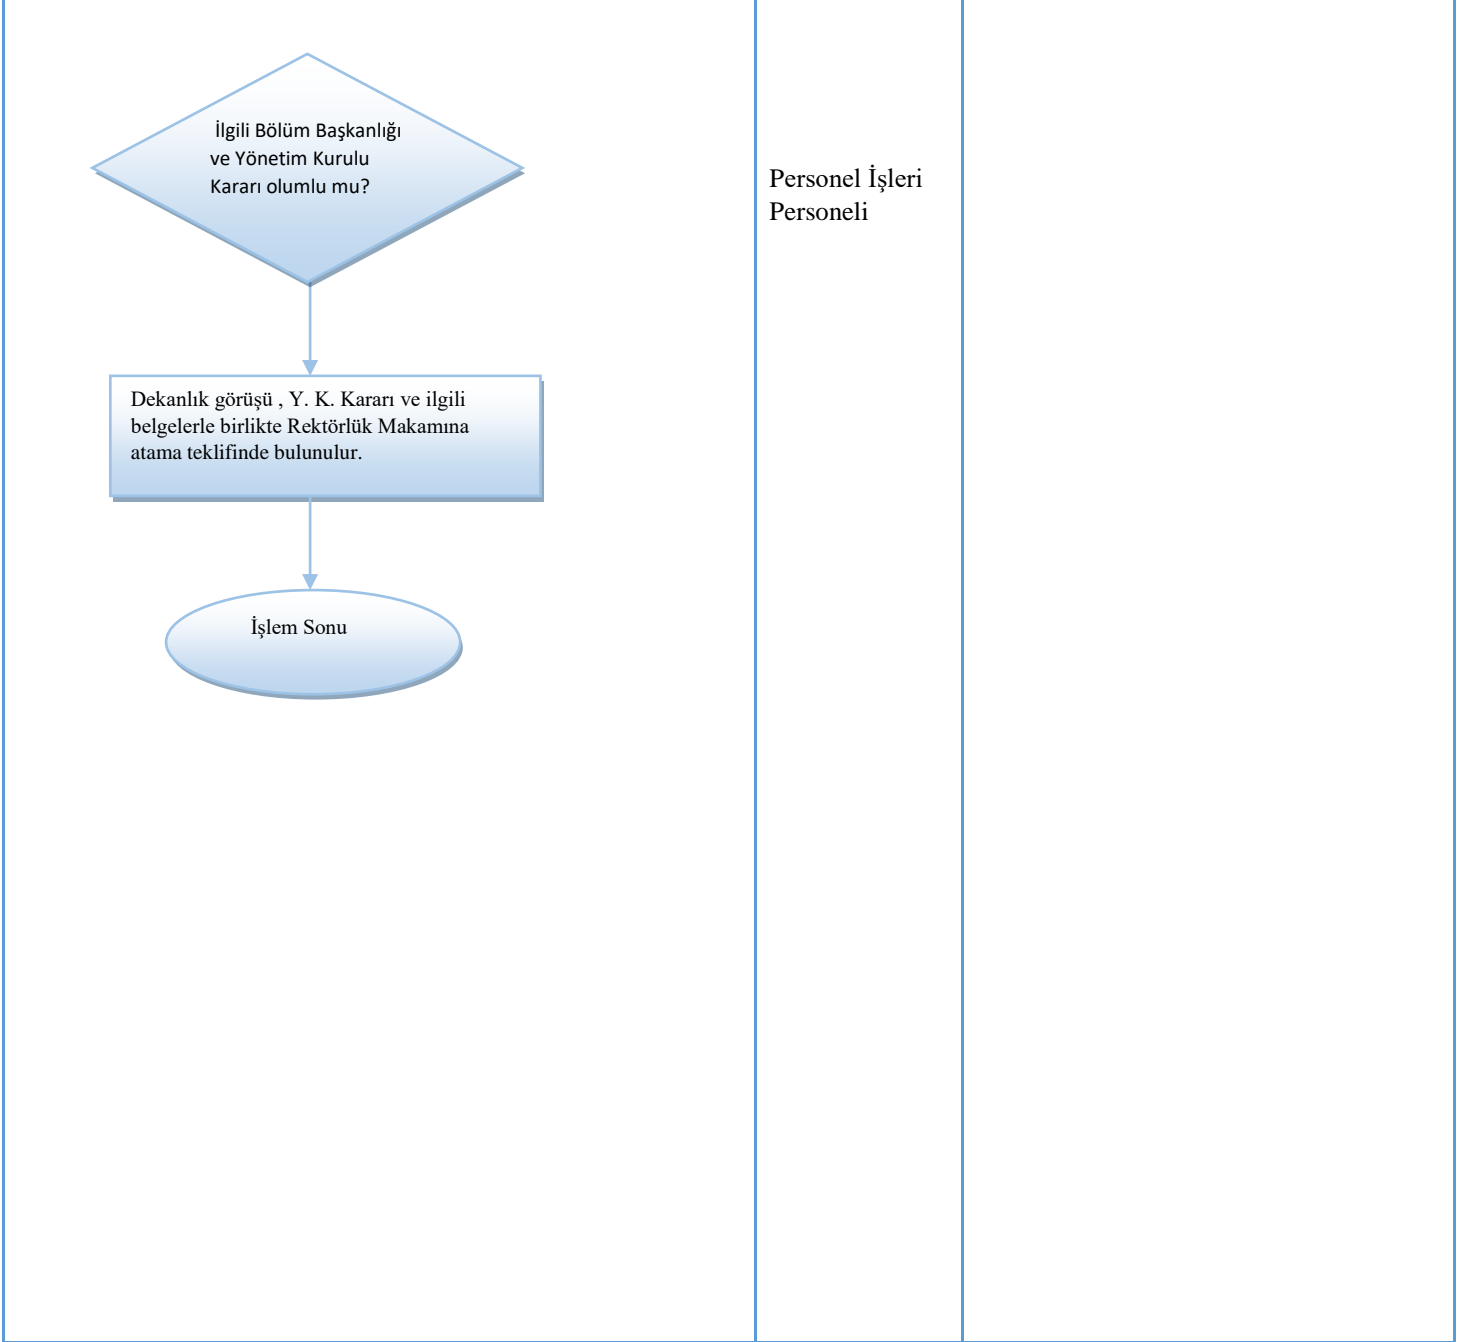 İlgili Bölüm Başkanlığı
ve Yönetim Kurulu
Kararı olumlu mu?
Personel İşleri
Personeli
Dekanlık görüşü , Y. K. Kararı ve ilgili
belgelerle birlikte Rektörlük Makamına
atama teklifinde bulunulur.
İşlem Sonu